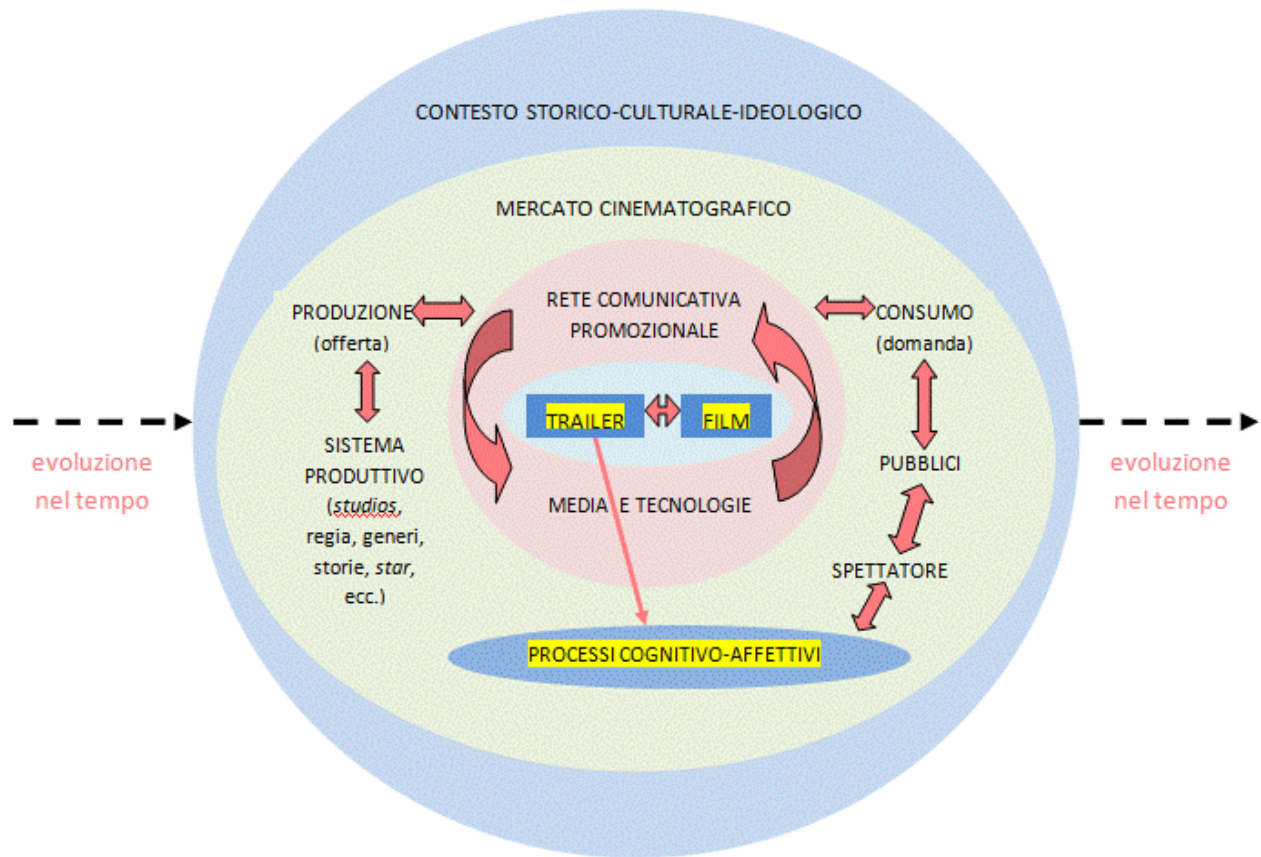 CONTESTO STORICO-CULTURALE-IDEOLOGICO
MERCATO CINEMATOGRAFICO
RETE COMUNICATIVA
PROMOZIONALE
PRODUZIONE
(offerta)
CONSUMO
(domanda)
TRAILER
FILM
SISTEMA
PRODUTTIVO
(studios,
regia, generi,
storie, star,
ecc.)
MEDIA E TECNOLOGIE
PUBBLICI
SPETTATORE
PROCESSI COGNITIVO-AFFETTIVI
evoluzione
nel tempo
evoluzione
nel tempo